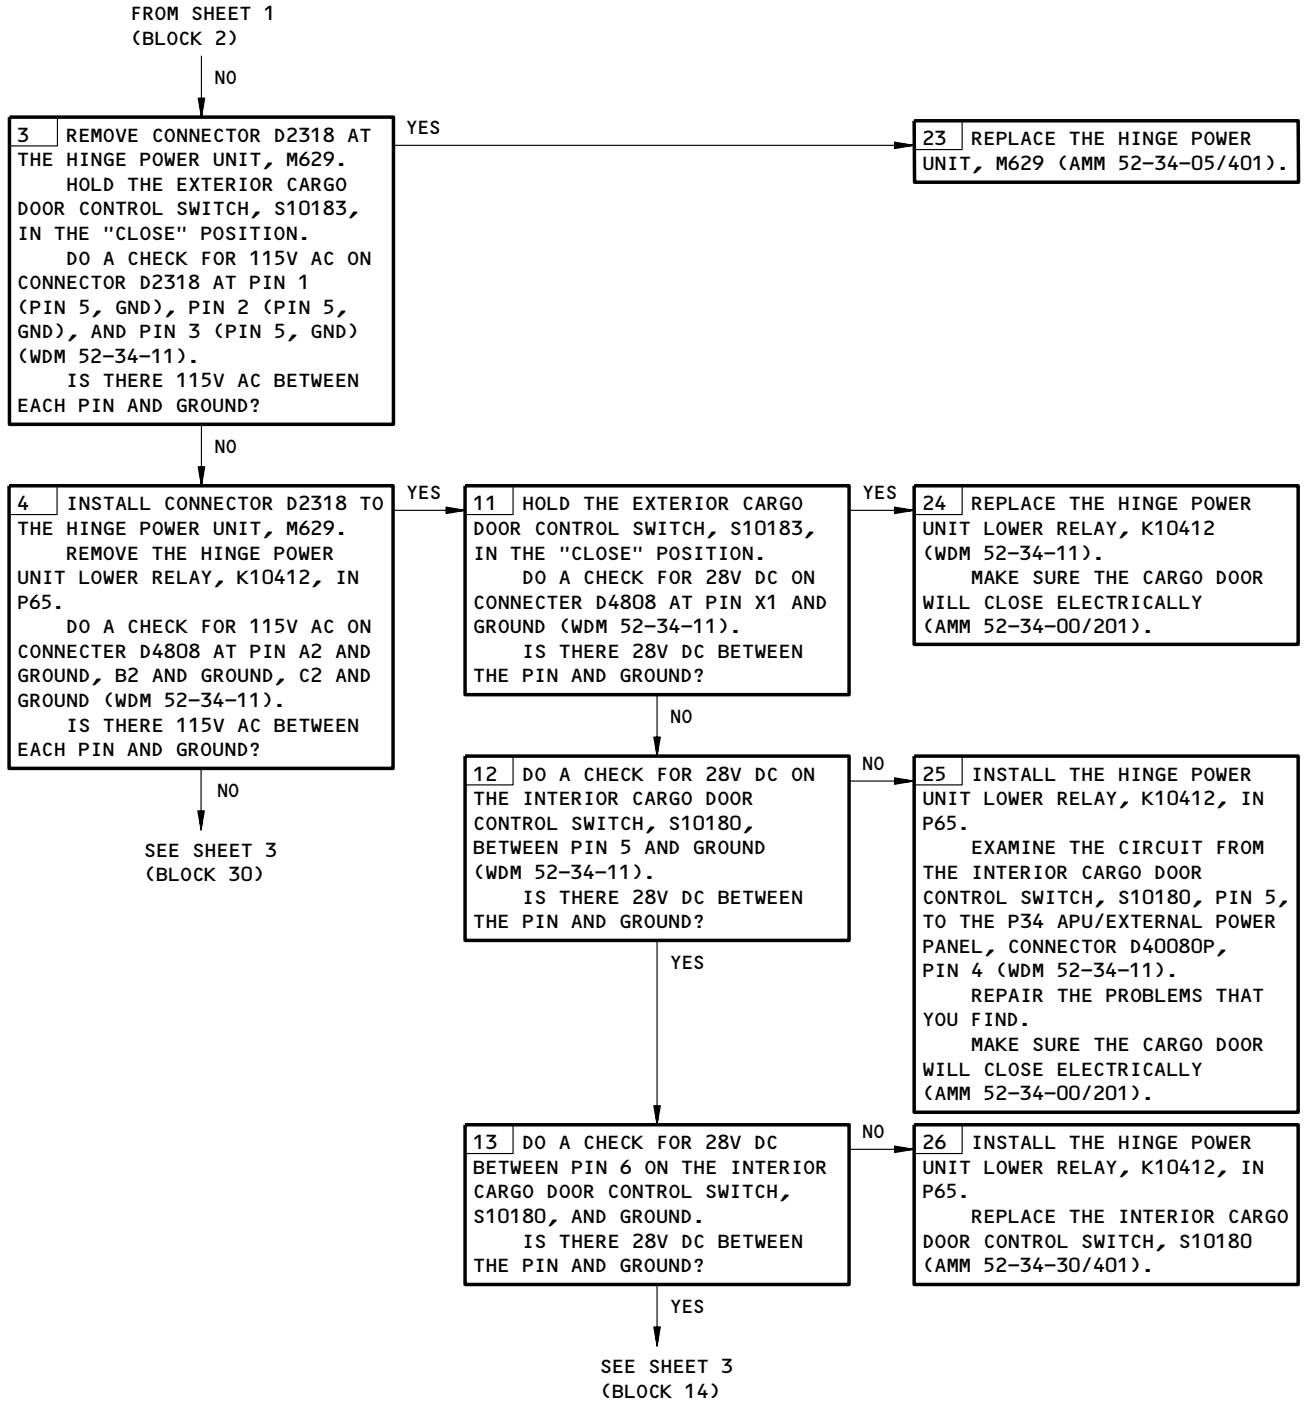 FROM SHEET 1
(BLOCK 2)
NO
3 REMOVE CONNECTOR D2318 AT
THE HINGE POWER UNIT, M629.
HOLD THE EXTERIOR CARGO
DOOR CONTROL SWITCH, S10183,
IN THE "CLOSE" POSITION.
DO A CHECK FOR 115V AC ON
CONNECTOR D2318 AT PIN 1
(PIN 5, GND), PIN 2 (PIN 5,
GND), AND PIN 3 (PIN 5, GND)
(WDM 52-34-11).
IS THERE 115V AC BETWEEN
EACH PIN AND GROUND?
YES
23 REPLACE THE HINGE POWER
UNIT, M629 (AMM 52-34-05/401).
NO
4 INSTALL CONNECTOR D2318 TO
THE HINGE POWER UNIT, M629.
REMOVE THE HINGE POWER
UNIT LOWER RELAY, K10412, IN
P65.
DO A CHECK FOR 115V AC ON
CONNECTER D4808 AT PIN A2 AND
GROUND, B2 AND GROUND, C2 AND
GROUND (WDM 52-34-11).
IS THERE 115V AC BETWEEN
EACH PIN AND GROUND?
NO
SEE SHEET 3
(BLOCK 30)
YES
11 HOLD THE EXTERIOR CARGO
DOOR CONTROL SWITCH, S10183,
IN THE "CLOSE" POSITION.
DO A CHECK FOR 28V DC ON
CONNECTER D4808 AT PIN X1 AND
GROUND (WDM 52-34-11).
IS THERE 28V DC BETWEEN
THE PIN AND GROUND?
YES
24 REPLACE THE HINGE POWER
UNIT LOWER RELAY, K10412
(WDM 52-34-11).
MAKE SURE THE CARGO DOOR
WILL CLOSE ELECTRICALLY
(AMM 52-34-00/201).
NO
12 DO A CHECK FOR 28V DC ON
THE INTERIOR CARGO DOOR
CONTROL SWITCH, S10180,
BETWEEN PIN 5 AND GROUND
(WDM 52-34-11).
IS THERE 28V DC BETWEEN
THE PIN AND GROUND?
NO
25 INSTALL THE HINGE POWER
UNIT LOWER RELAY, K10412, IN
P65.
EXAMINE THE CIRCUIT FROM
THE INTERIOR CARGO DOOR
CONTROL SWITCH, S10180, PIN 5,
TO THE P34 APU/EXTERNAL POWER
PANEL, CONNECTOR D40080P,
PIN 4 (WDM 52-34-11).
REPAIR THE PROBLEMS THAT
YOU FIND.
MAKE SURE THE CARGO DOOR
WILL CLOSE ELECTRICALLY
(AMM 52-34-00/201).
YES
13 DO A CHECK FOR 28V DC
BETWEEN PIN 6 ON THE INTERIOR
CARGO DOOR CONTROL SWITCH,
S10180, AND GROUND.
IS THERE 28V DC BETWEEN
THE PIN AND GROUND?
NO
26 INSTALL THE HINGE POWER
UNIT LOWER RELAY, K10412, IN
P65.
REPLACE THE INTERIOR CARGO
DOOR CONTROL SWITCH, S10180
(AMM 52-34-30/401).
YES
SEE SHEET 3
(BLOCK 14)